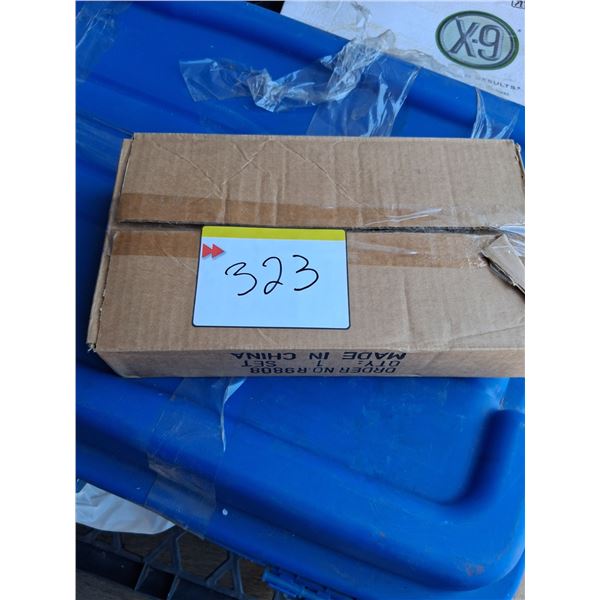 X-9
RESULTS
323
ORDER NO.R9808
QTY: 1 SET
MADE IN CHINA